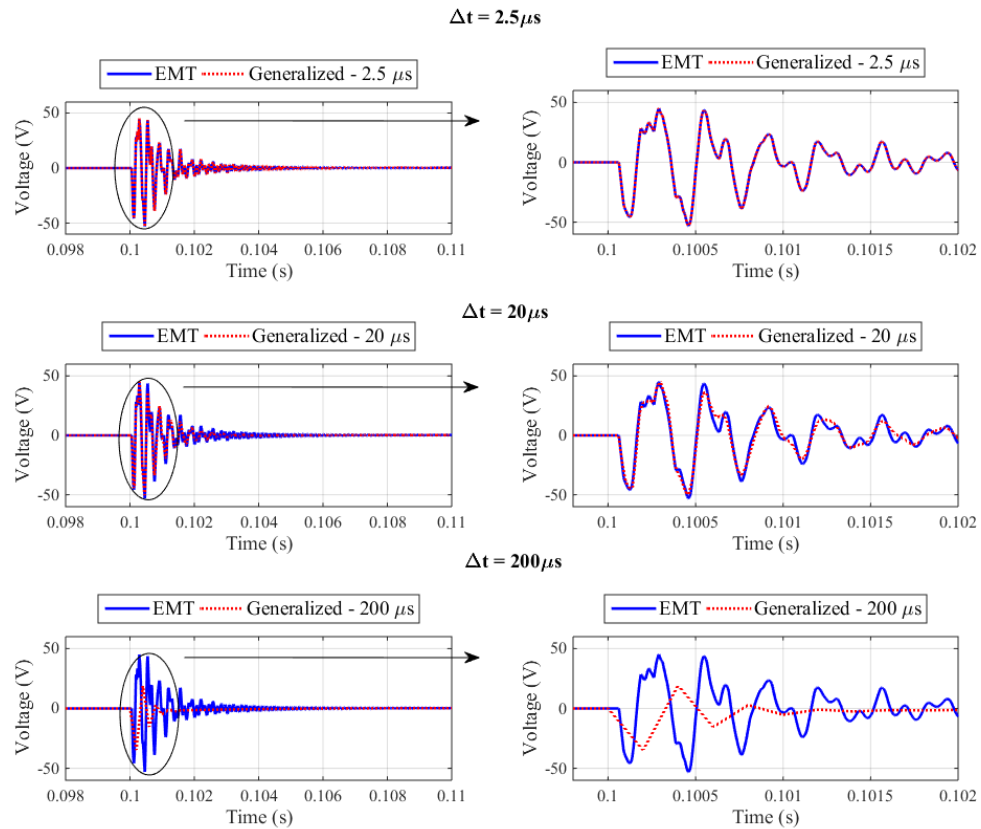 Δt = 2.5μs
EMT Generalized - 2.5 μs
EMT Generalized - 2.5 μs
Voltage (V)
50
0
-50
0.098 0.1 0.102 0.104 0.106 0.108 0.11
Time (s)
Voltage (V)
50
0
-50
0.1 0.1005 0.101 0.1015 0.102
Time (s)
Δt = 20μs
EMT Generalized - 20 μs
EMT Generalized - 20 μs
Voltage (V)
50
0
-50
0.098 0.1 0.102 0.104 0.106 0.108 0.11
Time (s)
Voltage (V)
50
0
-50
0.1 0.1005 0.101 0.1015 0.102
Time (s)
Δt = 200μs
EMT Generalized - 200 μs
EMT Generalized - 200 μs
Voltage (V)
50
0
-50
0.098 0.1 0.102 0.104 0.106 0.108 0.11
Time (s)
Voltage (V)
50
0
-50
0.1 0.1005 0.101 0.1015 0.102
Time (s)